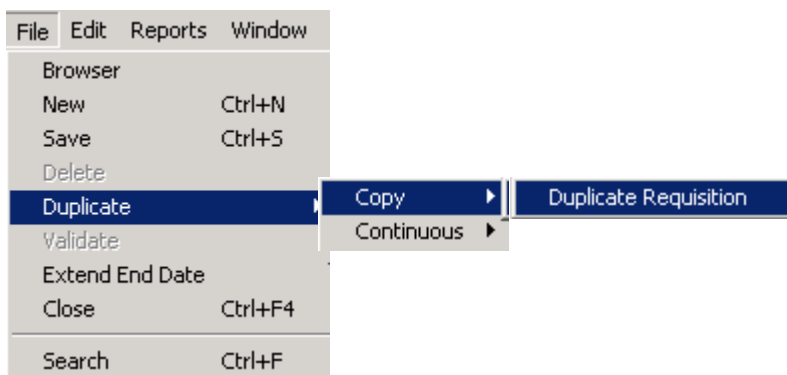 File Edit Reports Window
Browser
New Ctrl+N
Save Ctrl+S
Delete
Duplicate Copy Duplicate Requisition
Validate Continuous
Extend End Date
Close Ctrl+F4
Search Ctrl+F